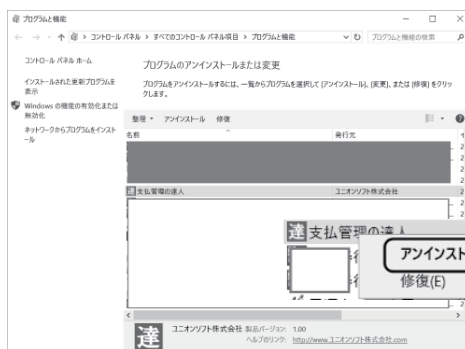 プログラムと機能
コントロール パネル > すべてのコントロール パネル項目 > プログラムと機能
プログラムと機能の検索
コントロール パネル ホーム
インストールされた更新プログラムを
表示
Windows の機能の有効化または
無効化
ネットワークからプログラムをインスト
ール
プログラムのアンインストールまたは変更
プログラムをアンインストールするには、一覧からプログラムを選択して [アンインストール]、[変更]、または [修復] をクリッ
クします。
整理 アンインストール 修復
名前 発行元
達 支払管理の達人 ユニオンソフト株式会社
達 支払管理の達人
アンインスト
修復(E)
達
ユニオンソフト株式会社 製品バージョン: 1.00
ヘルプのリンク: http://www.ユニオンソフト株式会社.com